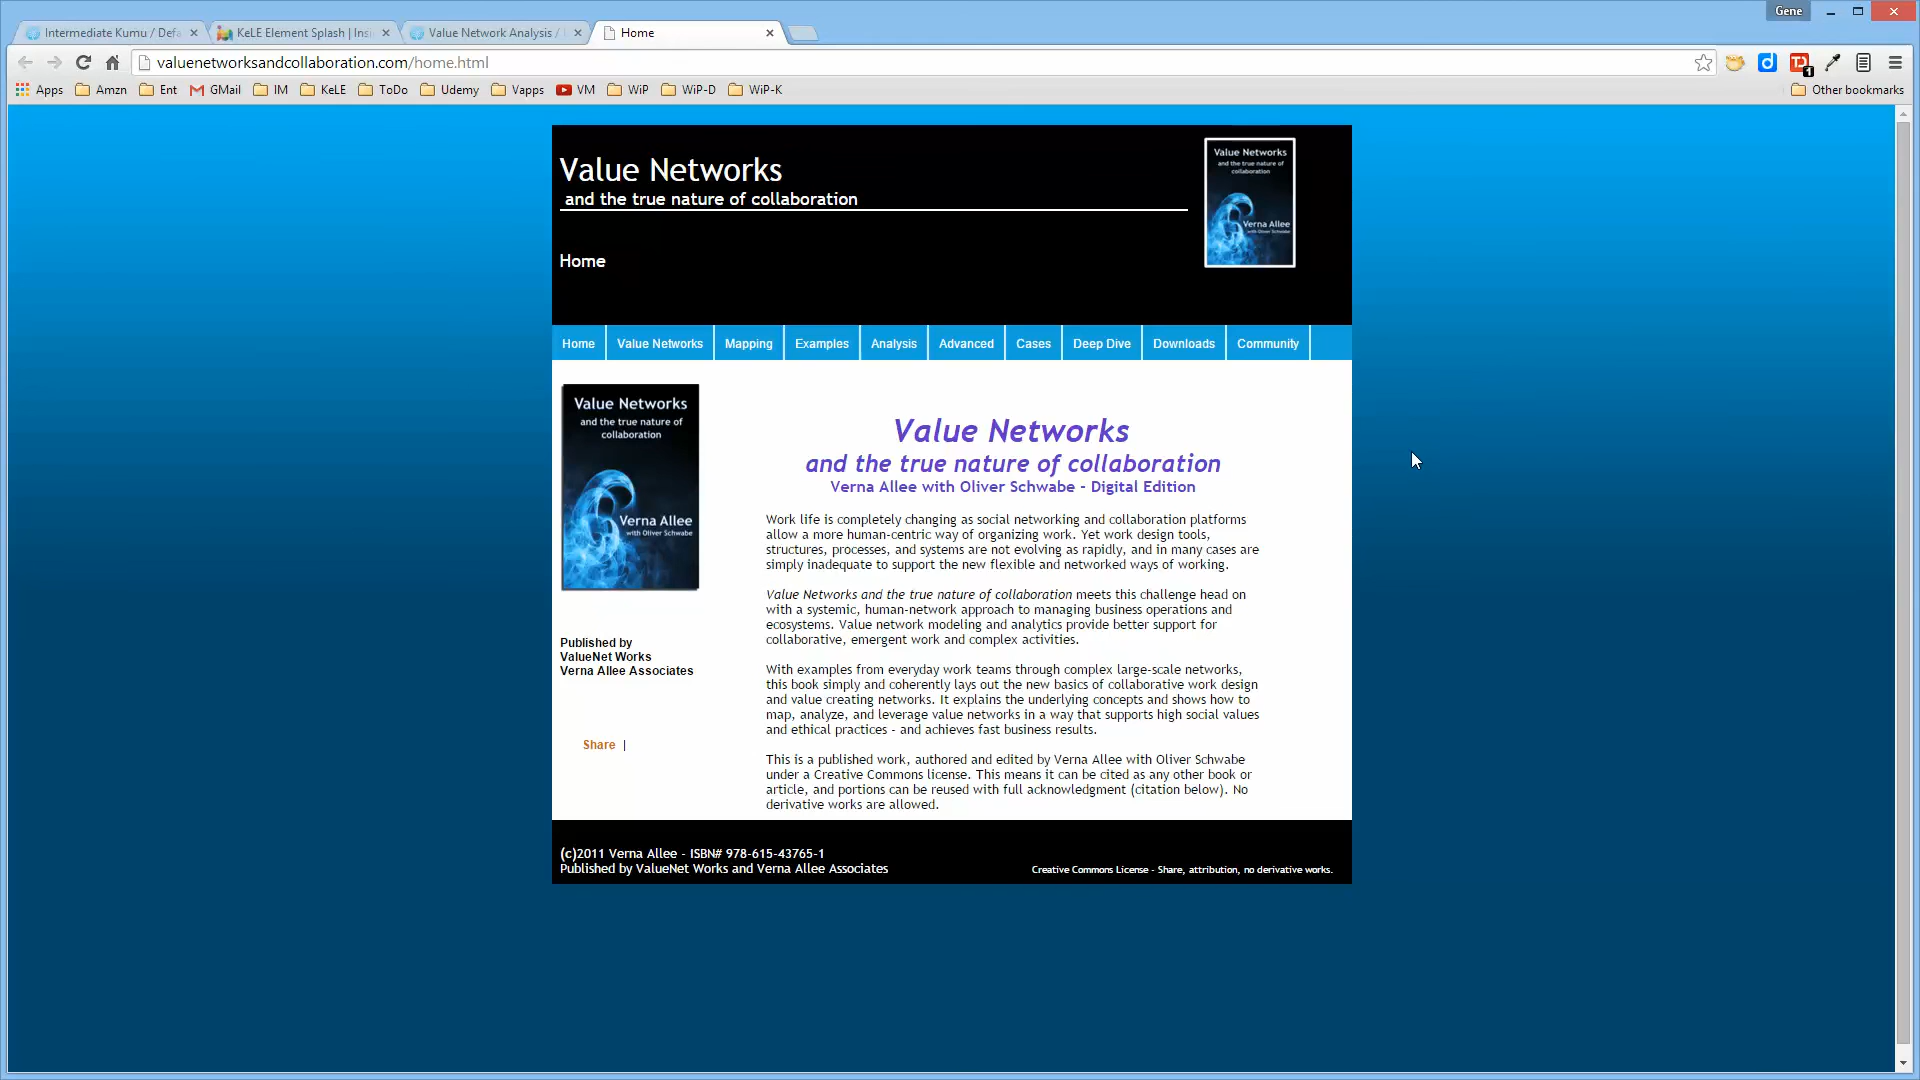 Gene
Intermediate Kumu / Defa
KeLE Element Splash | Insi
Value Network Analysis /
Home
valuenetworksandcollaboration.com/home.html
Apps
Amzn
Ent
GMail
IM
KeLE
ToDo
Udemy
Vapps
VM
WiP
WiP-D
WiP-K
Other bookmarks
Value Networks
and the true nature of collaboration
Home
Value Networks
and the true nature of
collaboration
Verna Allee
with Oliver Schwabe
Home
Value Networks
Mapping
Examples
Analysis
Advanced
Cases
Deep Dive
Downloads
Community
Value Networks
and the true nature of
collaboration
Verna Allee
with Oliver Schwabe
Published by
ValueNet Works
Verna Allee Associates
Share |
Value Networks
and the true nature of collaboration
Verna Allee with Oliver Schwabe - Digital Edition
Work life is completely changing as social networking and collaboration platforms
allow a more human-centric way of organizing work. Yet work design tools,
structures, processes, and systems are not evolving as rapidly, and in many cases are
simply inadequate to support the new flexible and networked ways of working.
Value Networks and the true nature of collaboration meets this challenge head on
with a systemic, human-network approach to managing business operations and
ecosystems. Value network modeling and analytics provide better support for
collaborative, emergent work and complex activities.
With examples from everyday work teams through complex large-scale networks,
this book simply and coherently lays out the new basics of collaborative work design
and value creating networks. It explains the underlying concepts and shows how to
map, analyze, and leverage value networks in a way that supports high social values
and ethical practices - and achieves fast business results.
This is a published work, authored and edited by Verna Allee with Oliver Schwabe
under a Creative Commons license. This means it can be cited as any other book or
article, and portions can be reused with full acknowledgment (citation below). No
derivative works are allowed.
(c)2011 Verna Allee - ISBN# 978-615-43765-1
Published by ValueNet Works and Verna Allee Associates
Creative Commons License - Share, attribution, no derivative works.